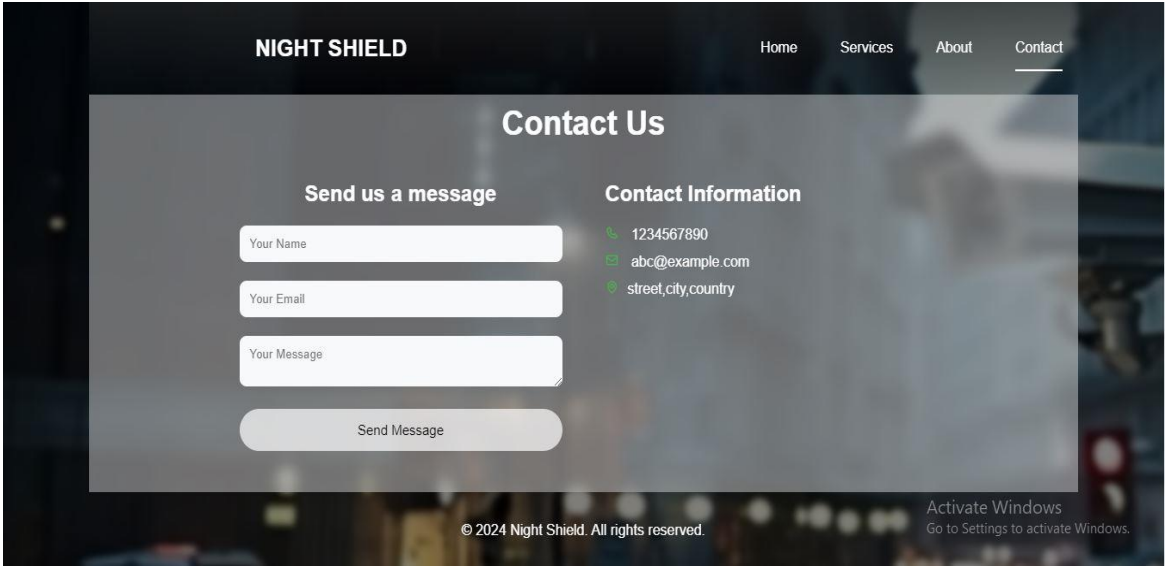 NIGHT SHIELD
Home Services About Contact
Contact Us
Send us a message
Your Name
Your Email
Your Message
Send Message
Contact Information
1234567890
abc@example.com
street,city,country
© 2024 Night Shield. All rights reserved.
Activate Windows
Go to Settings to activate Windows.